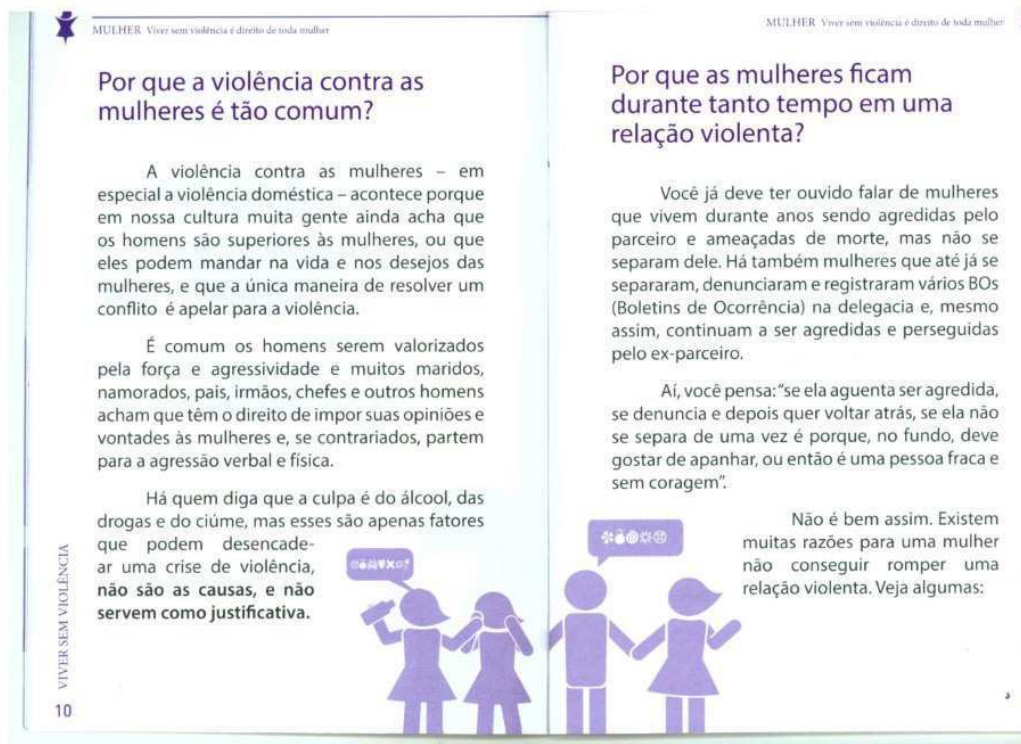 MULHER Viver sem violência é direito de toda mulher
Por que a violência contra as
mulheres é tão comum?
A violência contra as mulheres – em
especial a violência doméstica – acontece porque
em nossa cultura muita gente ainda acha que
os homens são superiores às mulheres, ou que
eles podem mandar na vida e nos desejos das
mulheres, e que a única maneira de resolver um
conflito é apelar para a violência.
É comum os homens serem valorizados
pela força e agressividade e muitos maridos,
namorados, pais, irmãos, chefes e outros homens
acham que têm o direito de impor suas opiniões e
vontades às mulheres e, se contrariados, partem
para a agressão verbal e física.
Há quem diga que a culpa é do álcool, das
drogas e do ciúme, mas esses são apenas fatores
que podem desencade-
ar uma crise de violência,
não são as causas, e não
servem como justificativa.
VIVER SEM VIOLÊNCIA
10
MULHER Viver sem violência é direito de toda mulher
Por que as mulheres ficam
durante tanto tempo em uma
relação violenta?
Você já deve ter ouvido falar de mulheres
que vivem durante anos sendo agredidas pelo
parceiro e ameaçadas de morte, mas não se
separam dele. Há também mulheres que até já se
separaram, denunciaram e registraram vários BOs
(Boletins de Ocorrência) na delegacia e, mesmo
assim, continuam a ser agredidas e perseguidas
pelo ex-parceiro.
Aí, você pensa: "se ela aguenta ser agredida,
se denuncia e depois quer voltar atrás, se ela não
se separa de uma vez é porque, no fundo, deve
gostar de apanhar, ou então é uma pessoa fraca e
sem coragem".
Não é bem assim. Existem
muitas razões para uma mulher
não conseguir romper uma
relação violenta. Veja algumas: